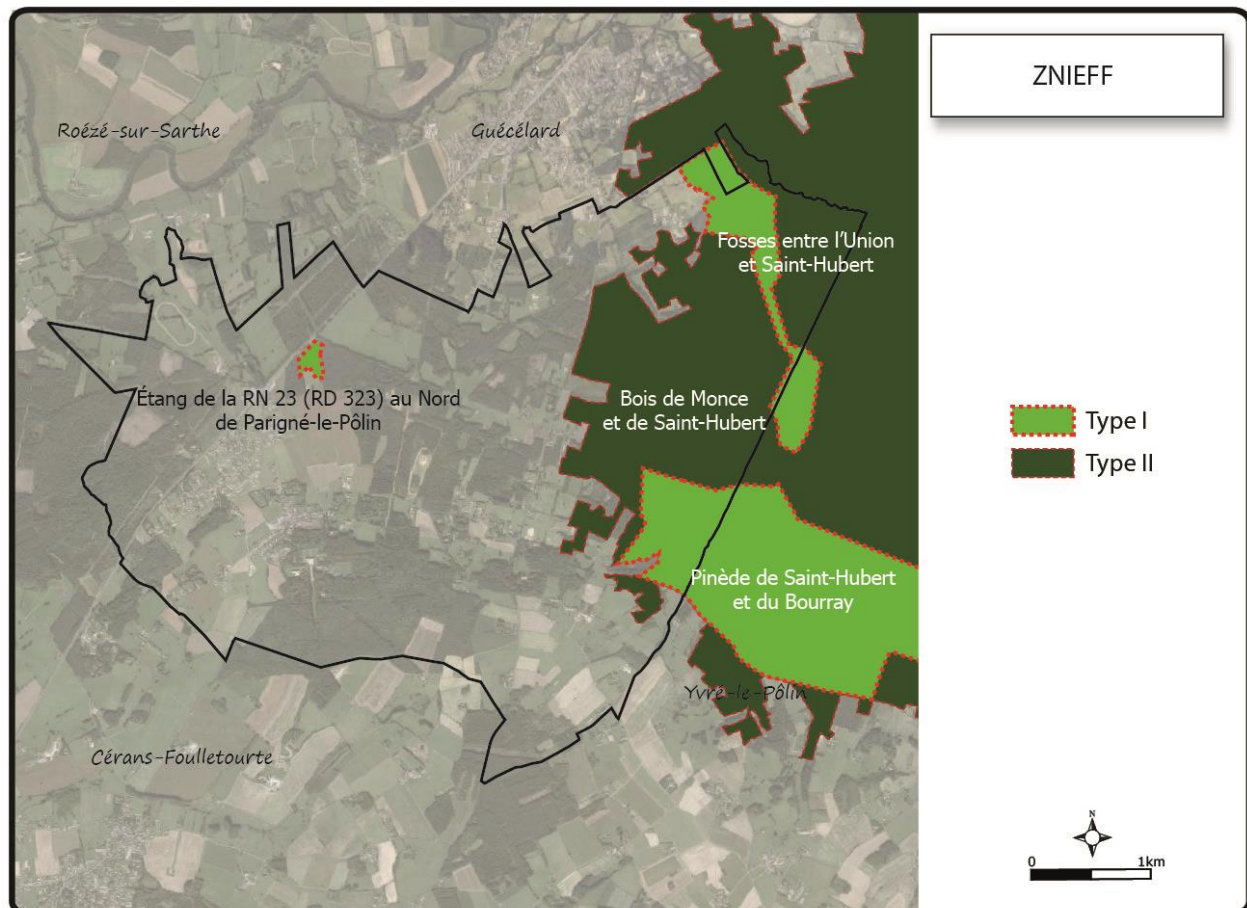 ZNIEFF
Roézé-sur-Sarthe
Guécélard
Fosses entre l'Union
et Saint-Hubert
Étang de la RN 23 (RD 323) au Nord
de Parigné-le-Pôlin
Bois de Monce
et de Saint-Hubert
Type I
Type II
Pinède de Saint-Hubert
et du Bourray
Yvré-le-Pôlin
Cérans-Foulletourte
N
0 1km